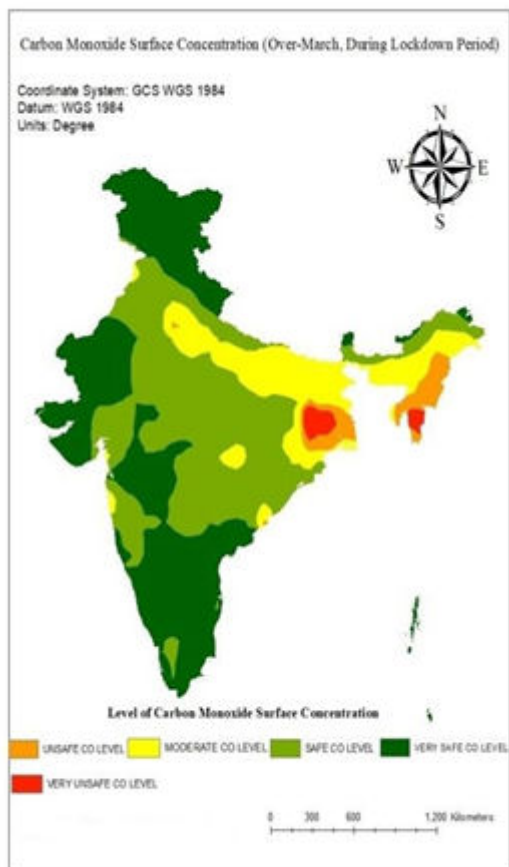 Carbon Monoxide Surface Concentration (Over-March, During Lockdown Period)
Coordinate System: GCS WGS 1984
Datum: WGS 1984
Units: Degree
N
W E
S
Level of Carbon Monoxide Surface Concentration
UNSAFE CO LEVEL MODERATE CO LEVEL SAFE CO LEVEL VERY SAFE CO LEVEL
VERY UNSAFE CO LEVEL
0 300 600 1,200 Kilometers